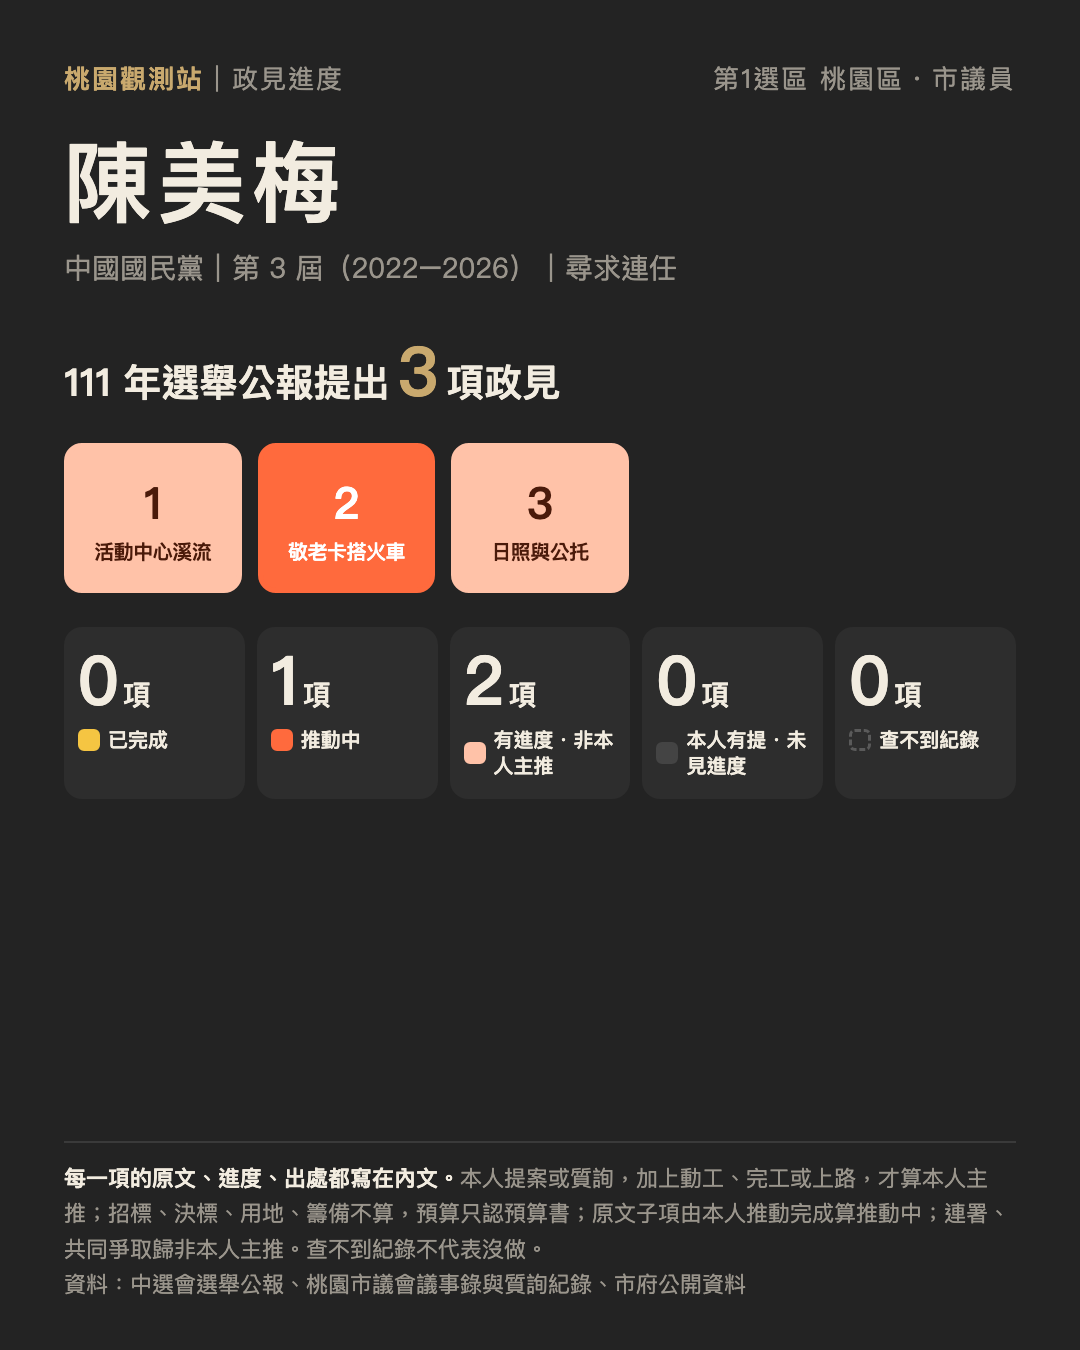 桃園觀測站｜政見進度
第1選區 桃園區・市議員
陳美梅
中國國民黨｜第 3 屆（2022—2026）｜尋求連任
111 年選舉公報提出 3 項政見
1
活動中心溪流
2
敬老卡搭火車
3
日照與公托
0項
已完成
1項
推動中
2項
有進度・非本
人主推
0項
本人有提・未
見進度
0項
查不到紀錄
每一項的原文、進度、出處都寫在內文。本人提案或質詢，加上動工、完工或上路，才算本人主
推；招標、決標、用地、籌備不算，預算只認預算書；原文子項由本人推動完成算推動中；連署、
共同爭取歸非本人主推。查不到紀錄不代表沒做。
資料：中選會選舉公報、桃園市議會議事錄與質詢紀錄、市府公開資料